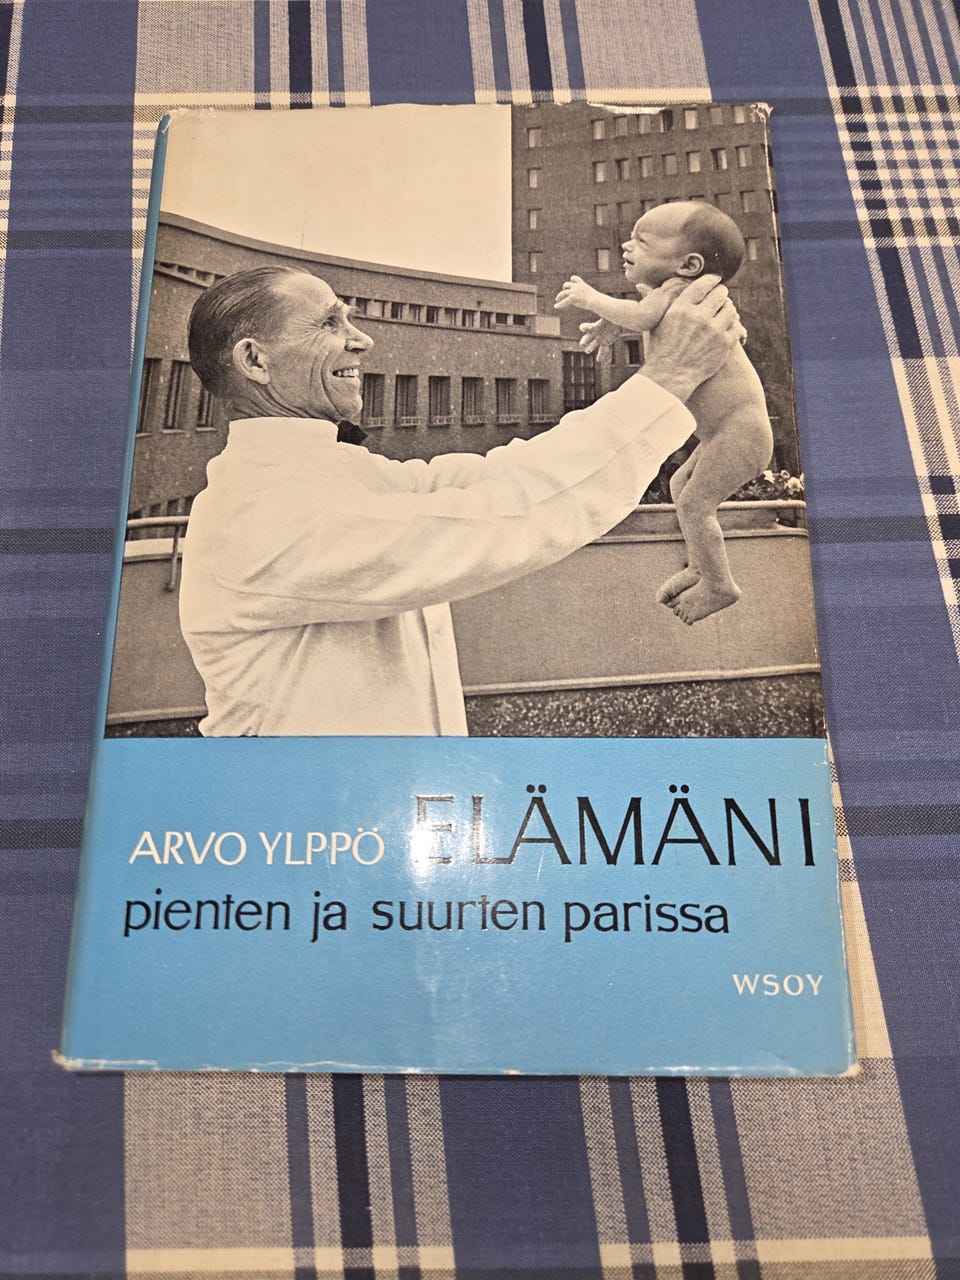 ARVO YLPPÖ ELÄMÄNI
pienten ja suurten parissa
WSOY